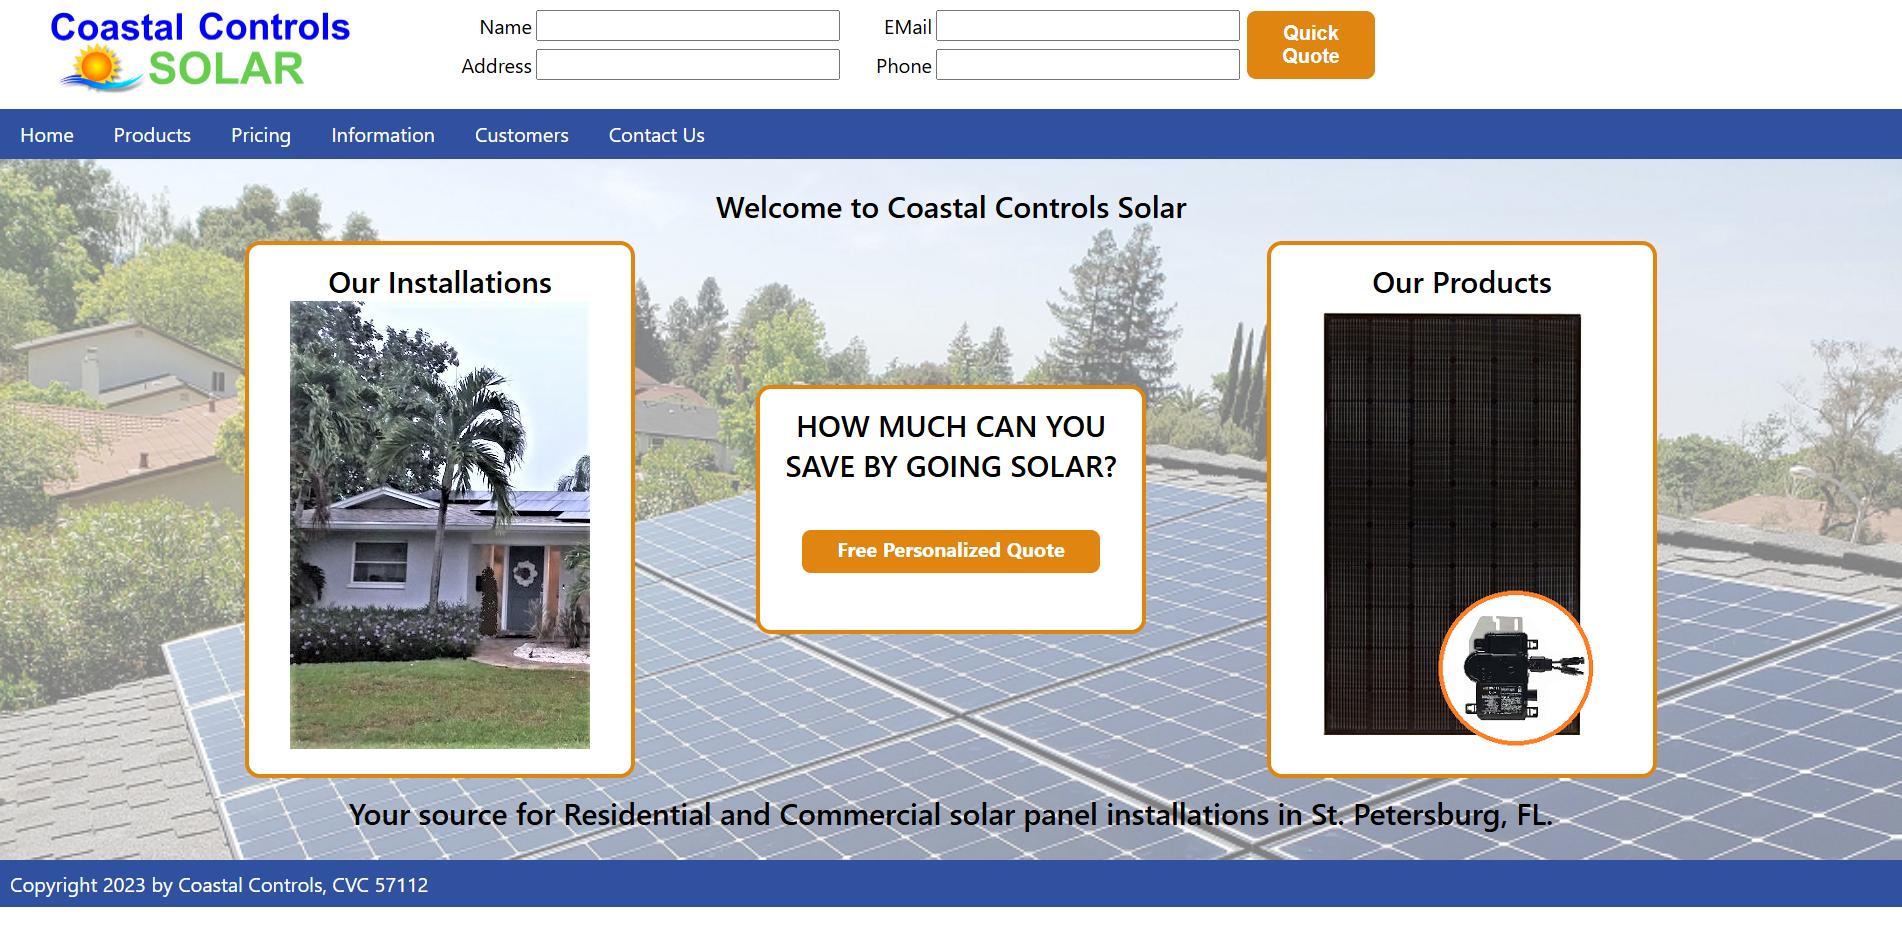 Coastal Controls
SOLAR
Name
EMail
Address
Phone
Quick
Quote
Home Products Pricing Information Customers Contact Us
Welcome to Coastal Controls Solar
Our Installations
HOW MUCH CAN YOU
SAVE BY GOING SOLAR?
Free Personalized Quote
Our Products
Your source for Residential and Commercial solar panel installations in St. Petersburg, FL.
Copyright 2023 by Coastal Controls, CVC 57112